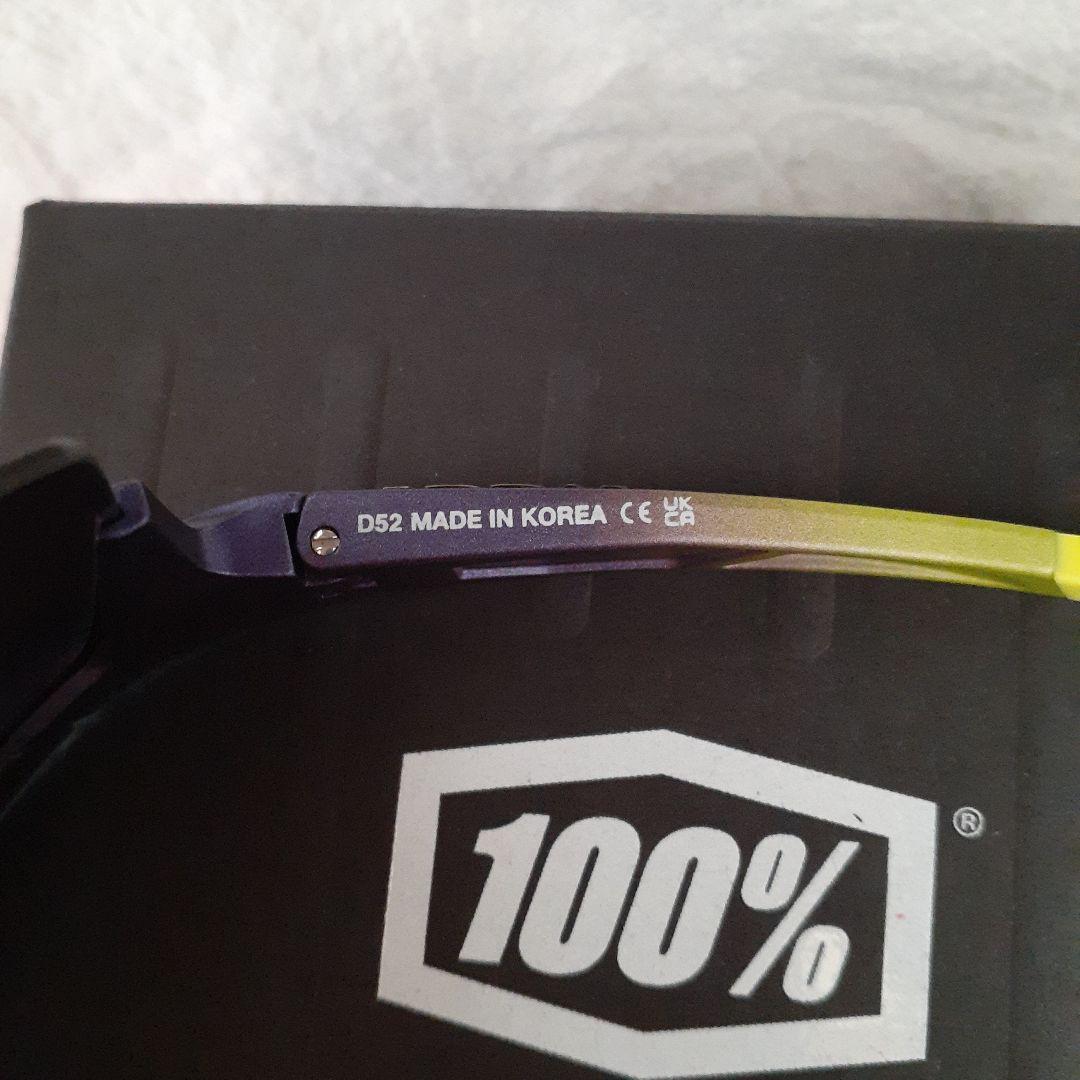 D52 MADE IN KOREA CE UK
CA
100% ®